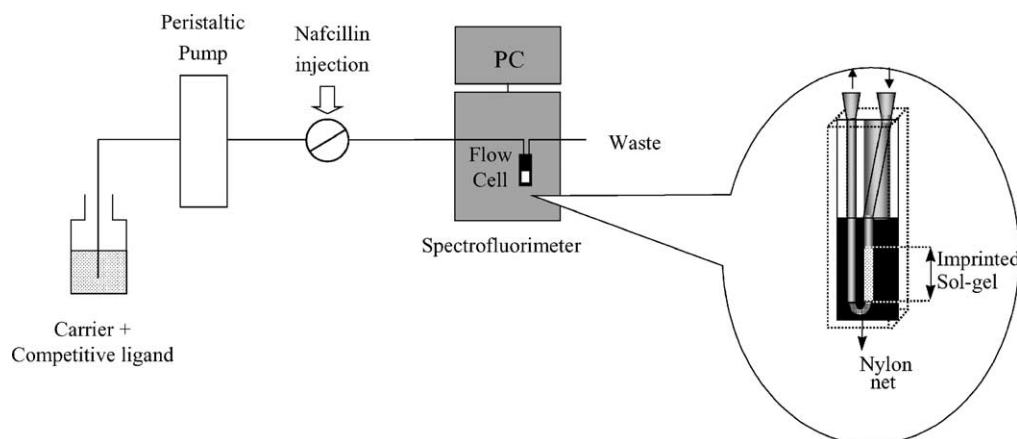 Peristaltic
Pump
Nafcillin
injection
PC
Flow
Cell
Waste
Spectrofluorimeter
Carrier +
Competitive ligand
Imprinted
Sol-gel
Nylon
net